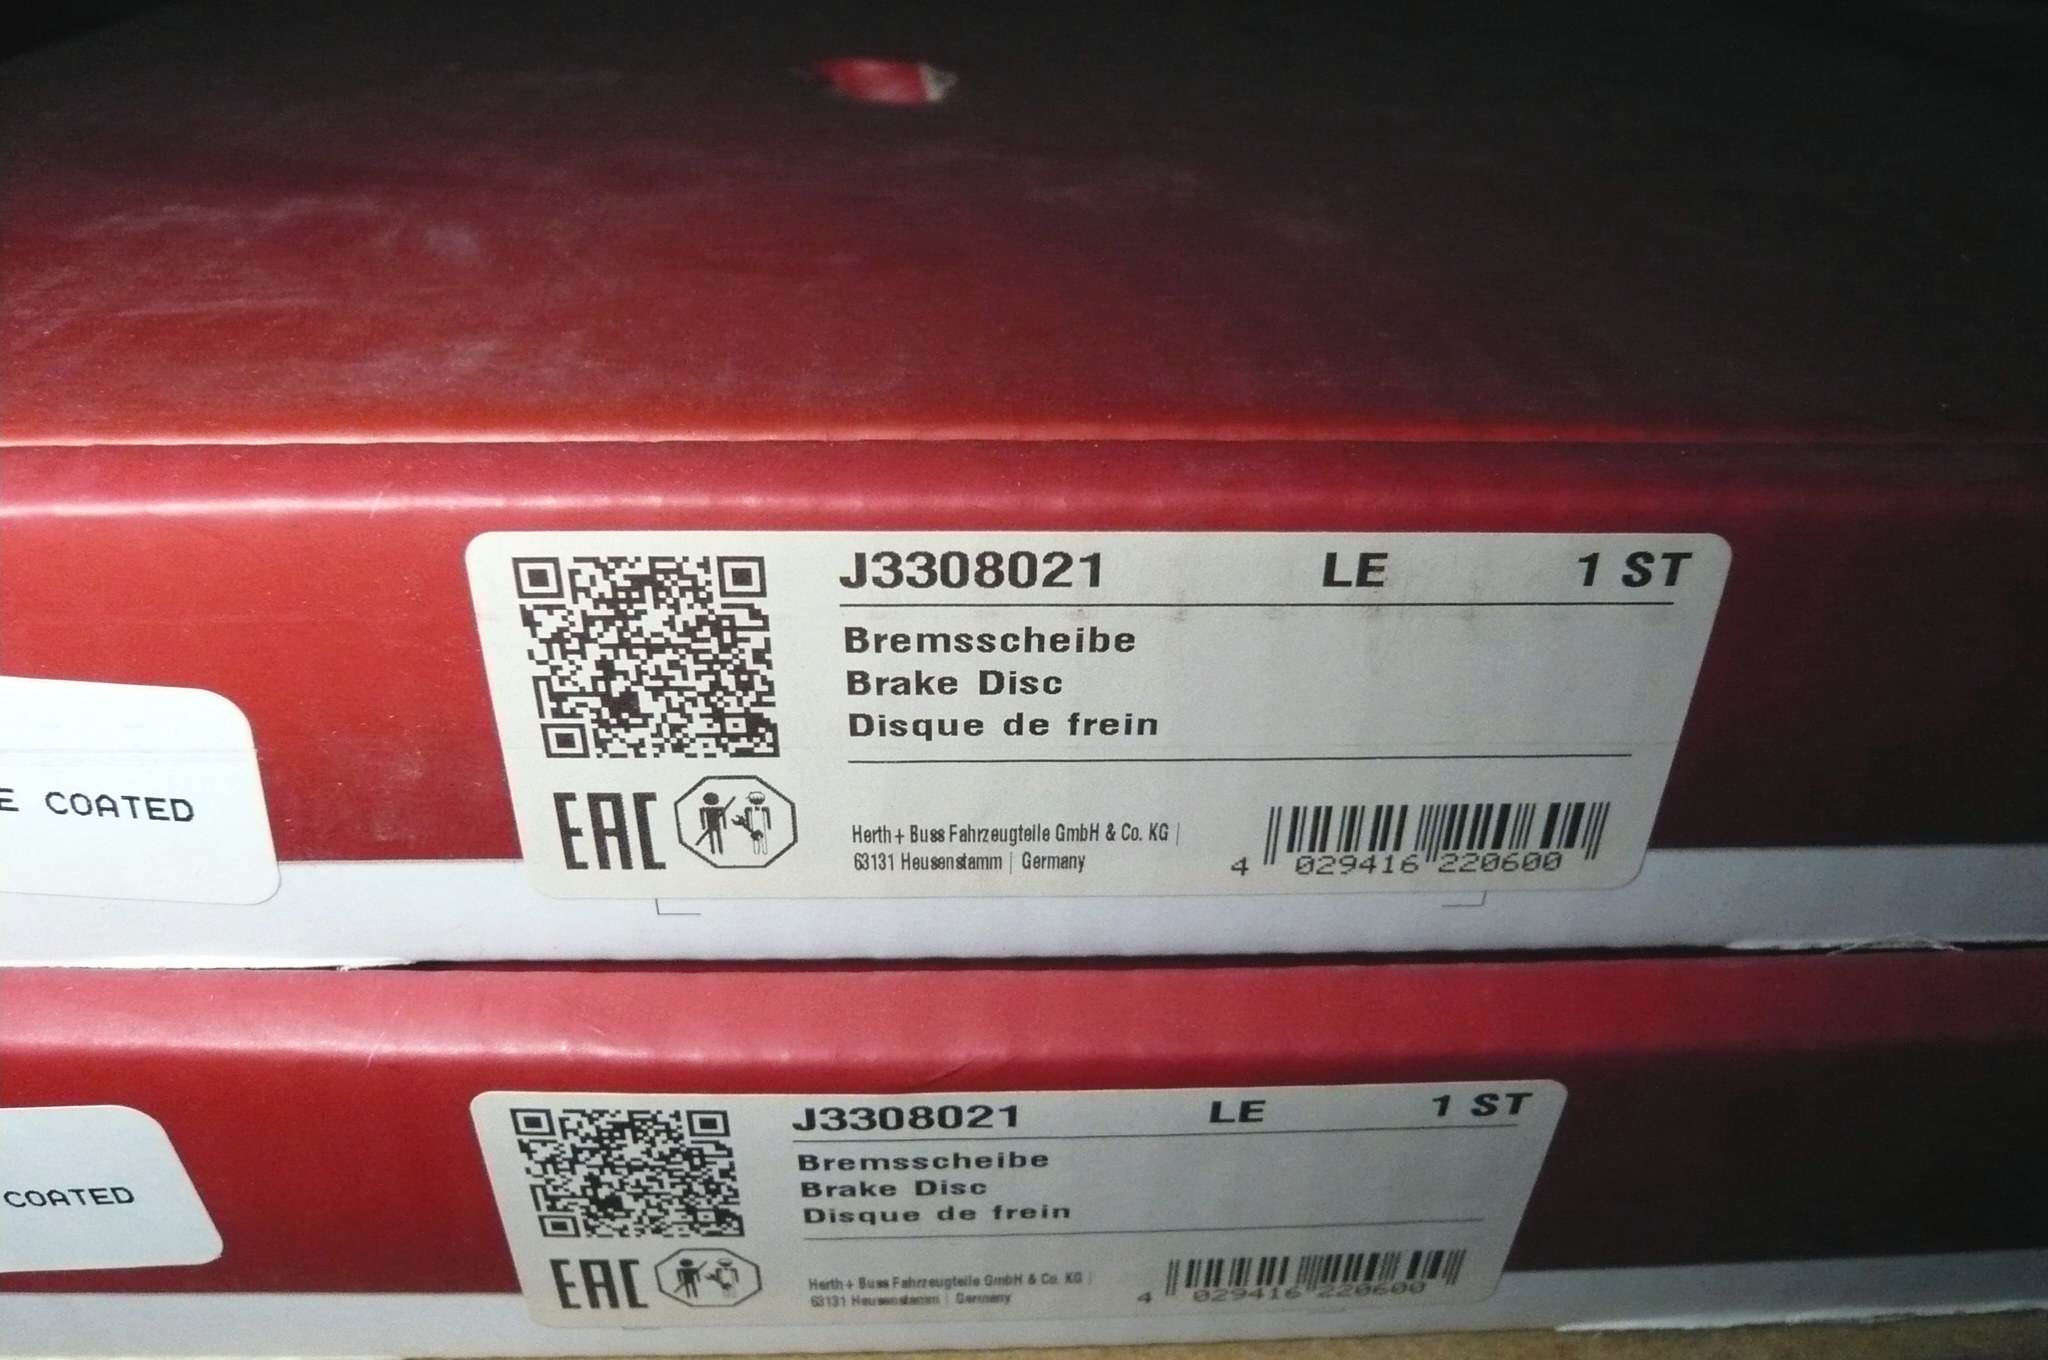 J3308021 LE 1 ST
Bremsscheibe
Brake Disc
Disque de frein
E COATED
EAC
Herth+Buss Fahrzeugteile GmbH & Co. KG |
63131 Heusenstamm | Germany
4 029416 220600
J3308021 LE 1 ST
Bremsscheibe
Brake Disc
Disque de frein
COATED
EAC
Herth+Buss Fahrzeugteile GmbH & Co. KG |
63131 Heusenstamm | Germany
4 029416 220600